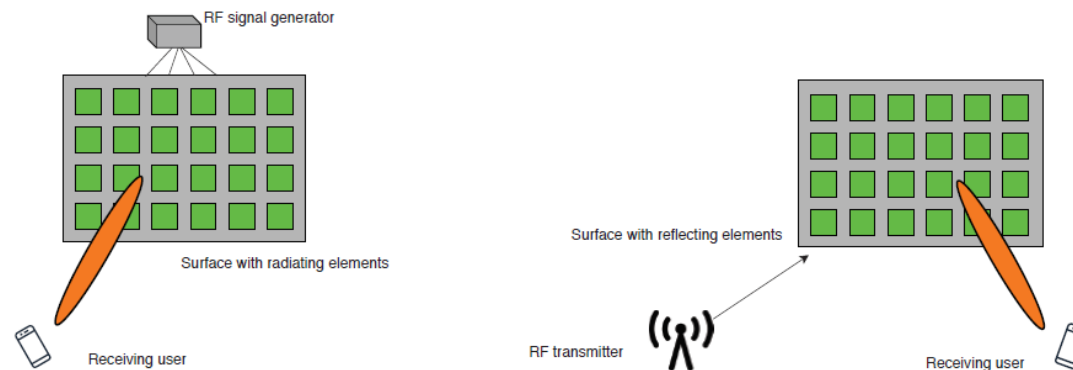 RF signal generator
Surface with radiating elements
Receiving user
Surface with reflecting elements
RF transmitter
Receiving user